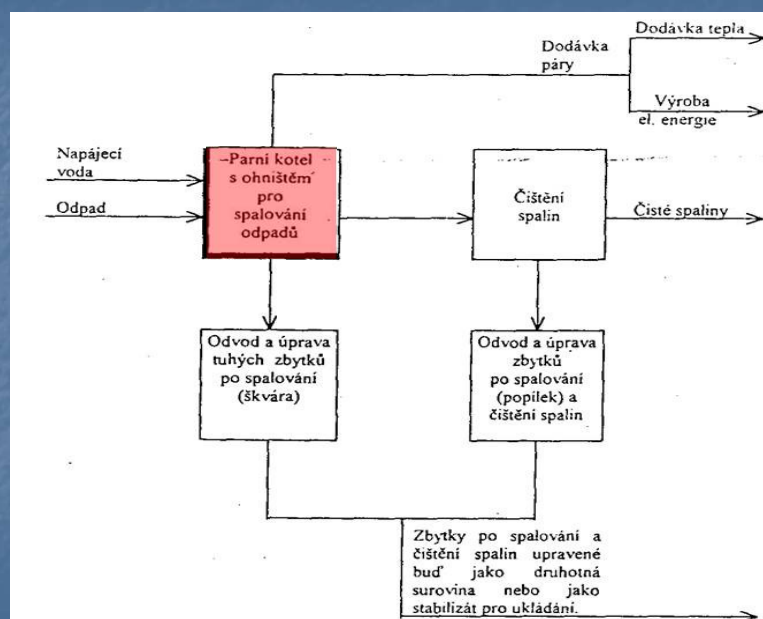 Dodávka tepla
Dodávka
páry
Výroba
el. energie
Napájecí
voda
Odpad
–Parní kotel
s ohništěm
pro
spalování
odpadů
Čištění
spalin
Čisté spaliny
Odvod a úprava
tuhých zbytků
po spalování
(škvára)
Odvod a úprava
zbytků
po spalování
(popílek) a
čištění spalin
Zbytky po spalování a
čištění spalin upravené
buď jako druhotná
surovina nebo jako
stabilizát pro ukládání.